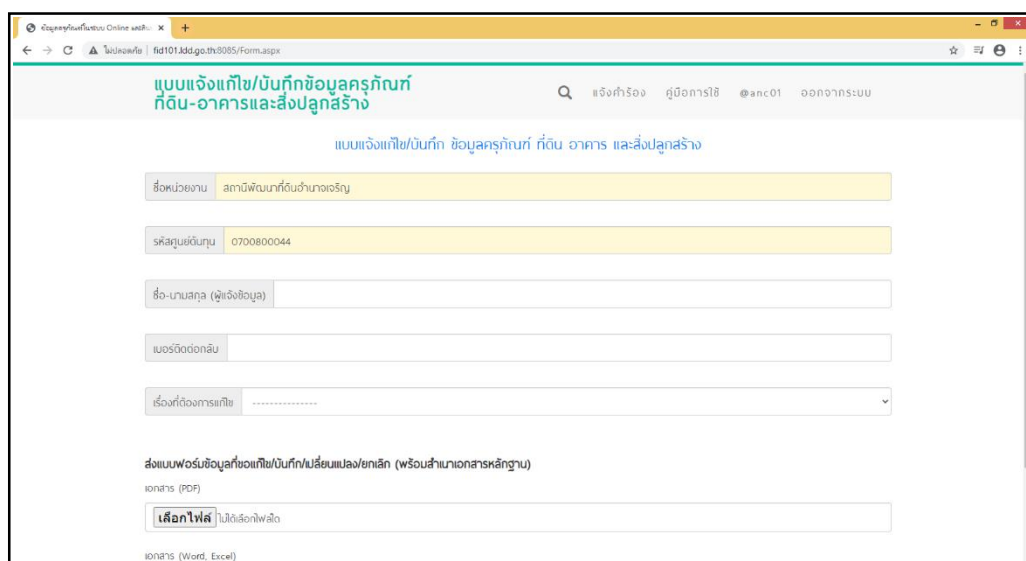 ข้อมูลครุภัณฑ์ในระบบ Online
ไม่ปลอดภัย | fid101.ldd.go.th:8085/Form.aspx
แบบแจ้งแก้ไข/บันทึกข้อมูลครุภัณฑ์
ที่ดิน-อาคารและสิ่งปลูกสร้าง
แจ้งคำร้อง คู่มือการใช้ @anc01 ออกจากระบบ
แบบแจ้งแก้ไข/บันทึก ข้อมูลครุภัณฑ์ ที่ดิน อาคาร และสิ่งปลูกสร้าง
ชื่อหน่วยงาน สถานีพัฒนาที่ดินอำนาจเจริญ
รหัสศูนย์ต้นทุน 0700800044
ชื่อ-นามสกุล (ผู้แจ้งข้อมูล)
เบอร์ติดต่อกลับ
เรื่องที่ต้องการแก้ไข ---------------
ส่งแบบฟอร์มข้อมูลที่ขอแก้ไข/บันทึก/เปลี่ยนแปลง/ยกเลิก (พร้อมสำเนาเอกสารหลักฐาน)
เอกสาร (PDF)
เลือกไฟล์ ไม่ได้เลือกไฟล์ใด
เอกสาร (Word, Excel)